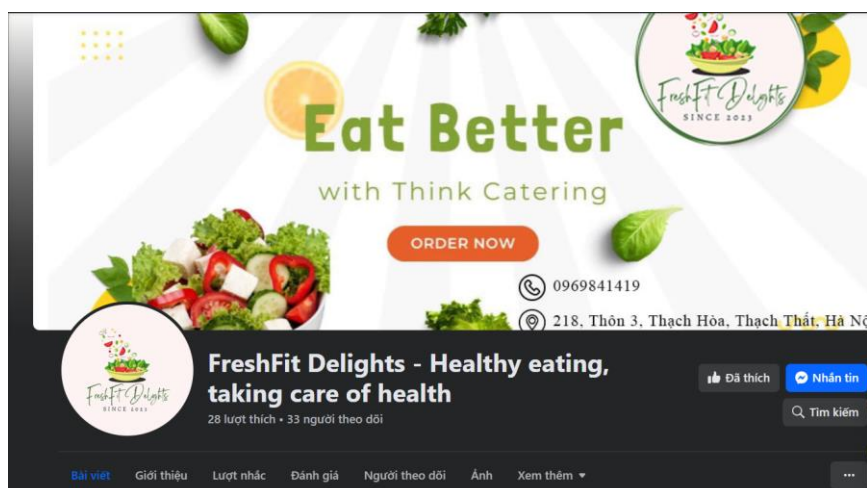 FreshFit Delights
SINCE 2023
Eat Better
with Think Catering
ORDER NOW
0969841419
218, Thôn 3, Thạch Hòa, Thạch Thất, Hà Nộ
FreshFit Delights
SINCE 2023
FreshFit Delights - Healthy eating,
taking care of health
28 lượt thích • 33 người theo dõi
Đã thích
Nhắn tin
Tìm kiếm
Bài viết Giới thiệu Lượt nhắc Đánh giá Người theo dõi Ảnh Xem thêm